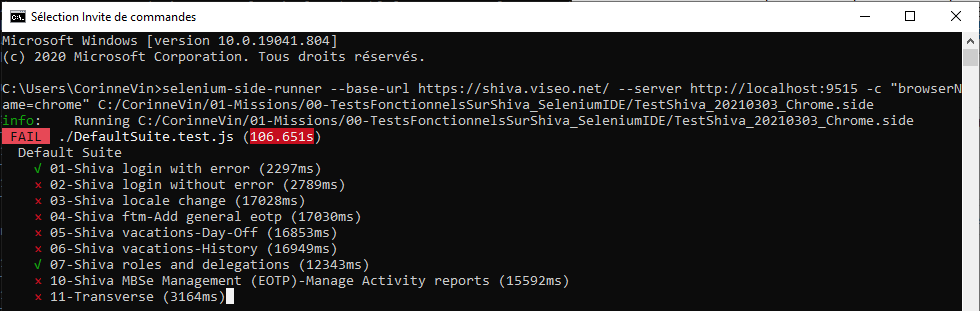 Sélection Invite de commandes
Microsoft Windows [version 10.0.19041.804]
(c) 2020 Microsoft Corporation. Tous droits réservés.
C:\Users\CorinneVin>selenium-side-runner --base-url https://shiva.viseo.net/ --server http://localhost:9515 -c "browserN
ame=chrome" C:/CorinneVin/01-Missions/00-TestsFonctionnelsSurShiva_SeleniumIDE/TestShiva_20210303_Chrome.side
info:    Running C:/CorinneVin/01-Missions/00-TestsFonctionnelsSurShiva_SeleniumIDE/TestShiva_20210303_Chrome.side
FAIL ./DefaultSuite.test.js (106.651s)
Default Suite
√ 01-Shiva login with error (2297ms)
× 02-Shiva login without error (2789ms)
× 03-Shiva locale change (17028ms)
× 04-Shiva ftm-Add general eotp (17030ms)
× 05-Shiva vacations-Day-Off (16853ms)
× 06-Shiva vacations-History (16949ms)
√ 07-Shiva roles and delegations (12343ms)
× 10-Shiva MBSe Management (EOTP)-Manage Activity reports (15592ms)
× 11-Transverse (3164ms)